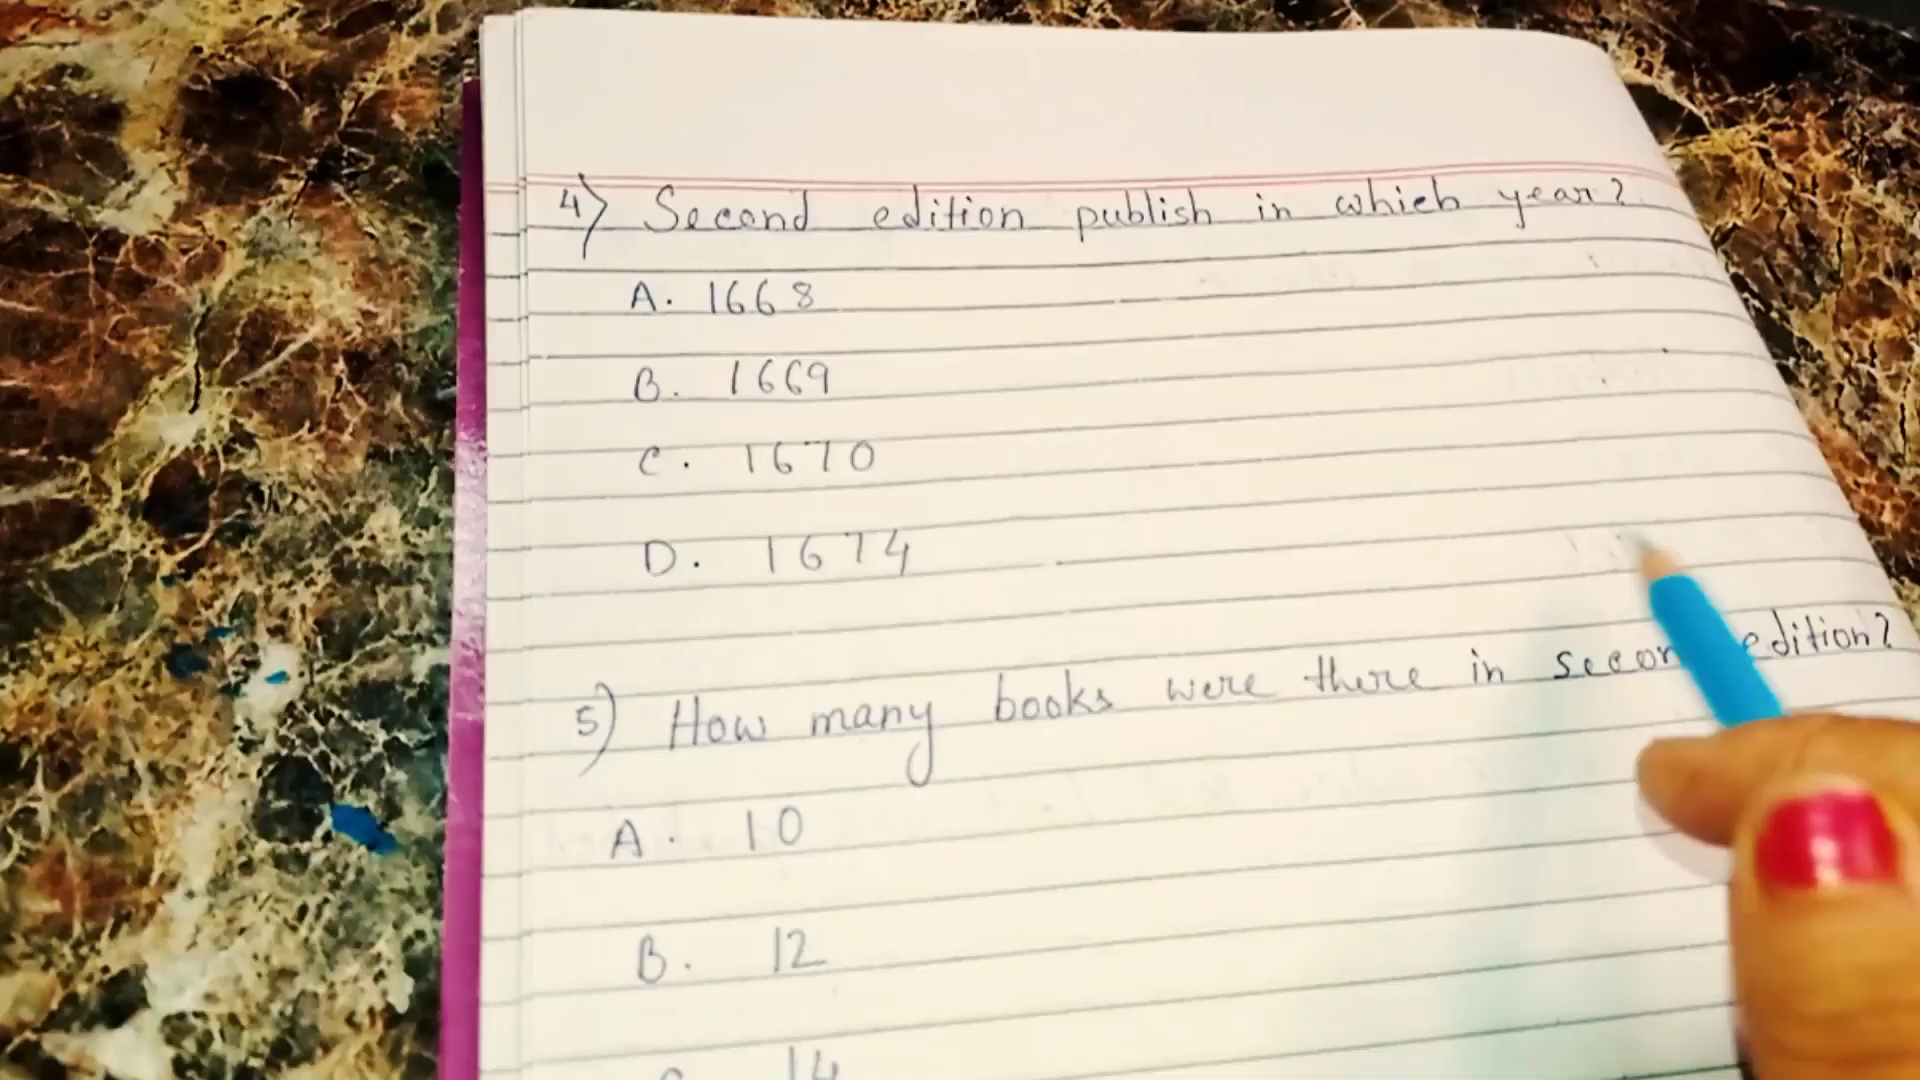 4) Second edition publish in which year?
A. 1668
B. 1669
C. 1670
D. 1674
5) How many books were there in secon edition?
A. 10
B. 12
14